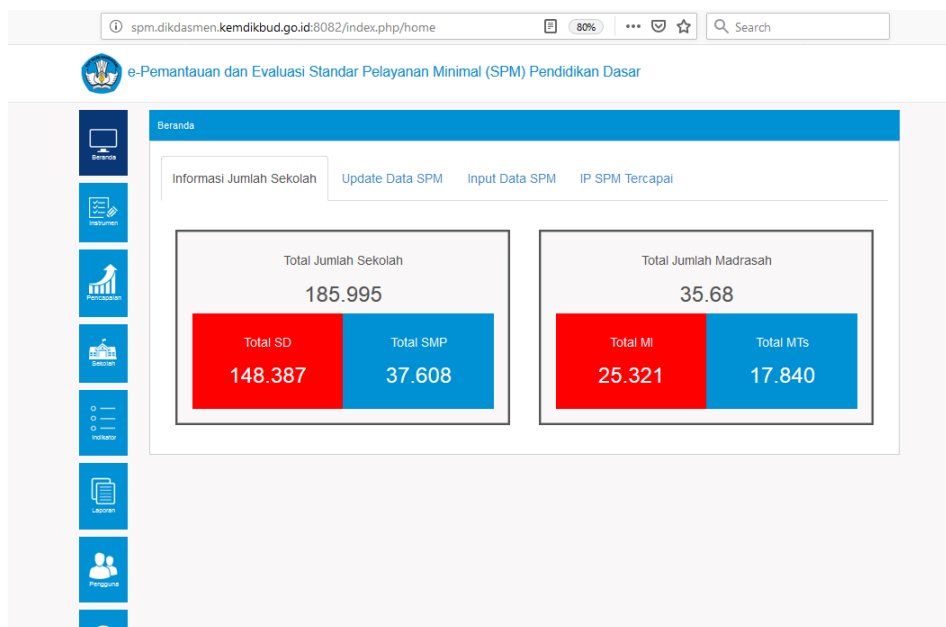 spm.dikdasmen.kemdikbud.go.id:8082/index.php/home
80%
Search
e-Pemantauan dan Evaluasi Standar Pelayanan Minimal (SPM) Pendidikan Dasar
Beranda
Beranda
Informasi Jumlah Sekolah
Update Data SPM
Input Data SPM
IP SPM Tercapai
Instrumen
Total Jumlah Sekolah
185.995
Total SD
148.387
Total SMP
37.608
Total Jumlah Madrasah
35.68
Total MI
25.321
Total MTs
17.840
Pencapaian
Sekolah
Indikator
Laporan
Pengguna